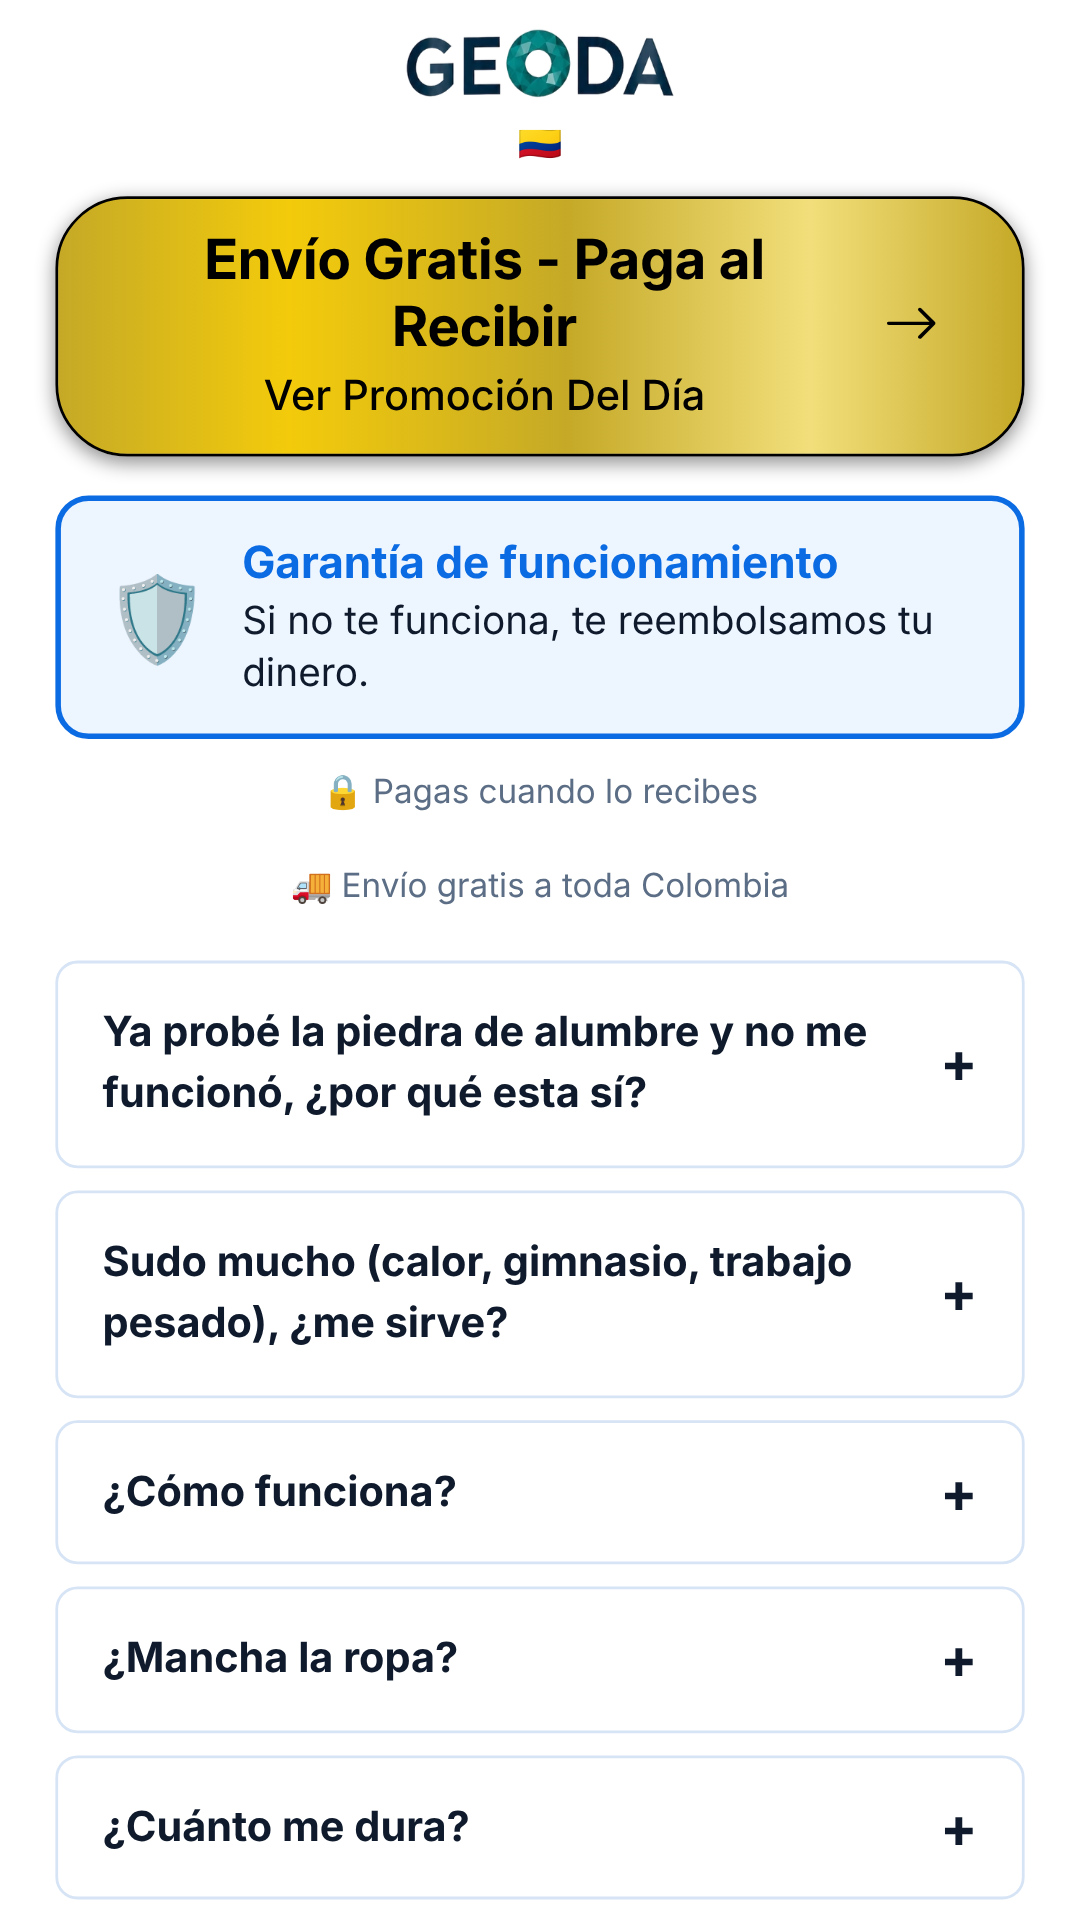 GEODA
Envío Gratis - Paga al
Recibir
Ver Promoción Del Día
Garantía de funcionamiento
Si no te funciona, te reembolsamos tu
dinero.
Pagas cuando lo recibes
Envío gratis a toda Colombia
Ya probé la piedra de alumbre y no me
funcionó, ¿por qué esta sí?
Sudo mucho (calor, gimnasio, trabajo
pesado), ¿me sirve?
¿Cómo funciona?
¿Mancha la ropa?
¿Cuánto me dura?